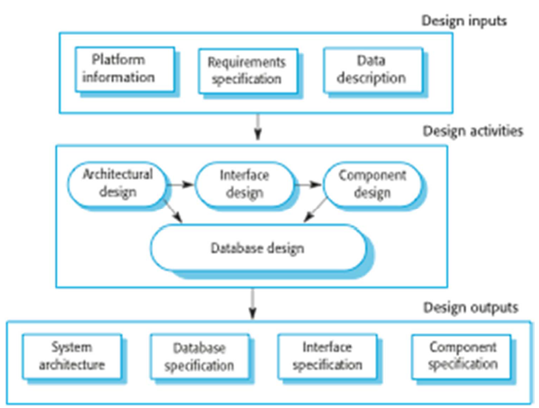 Design inputs
Platform
information
Requirements
specification
Data
description
Design activities
Architectural
design
Interface
design
Component
design
Database design
Design outputs
System
architecture
Database
specification
Interface
specification
Component
specification